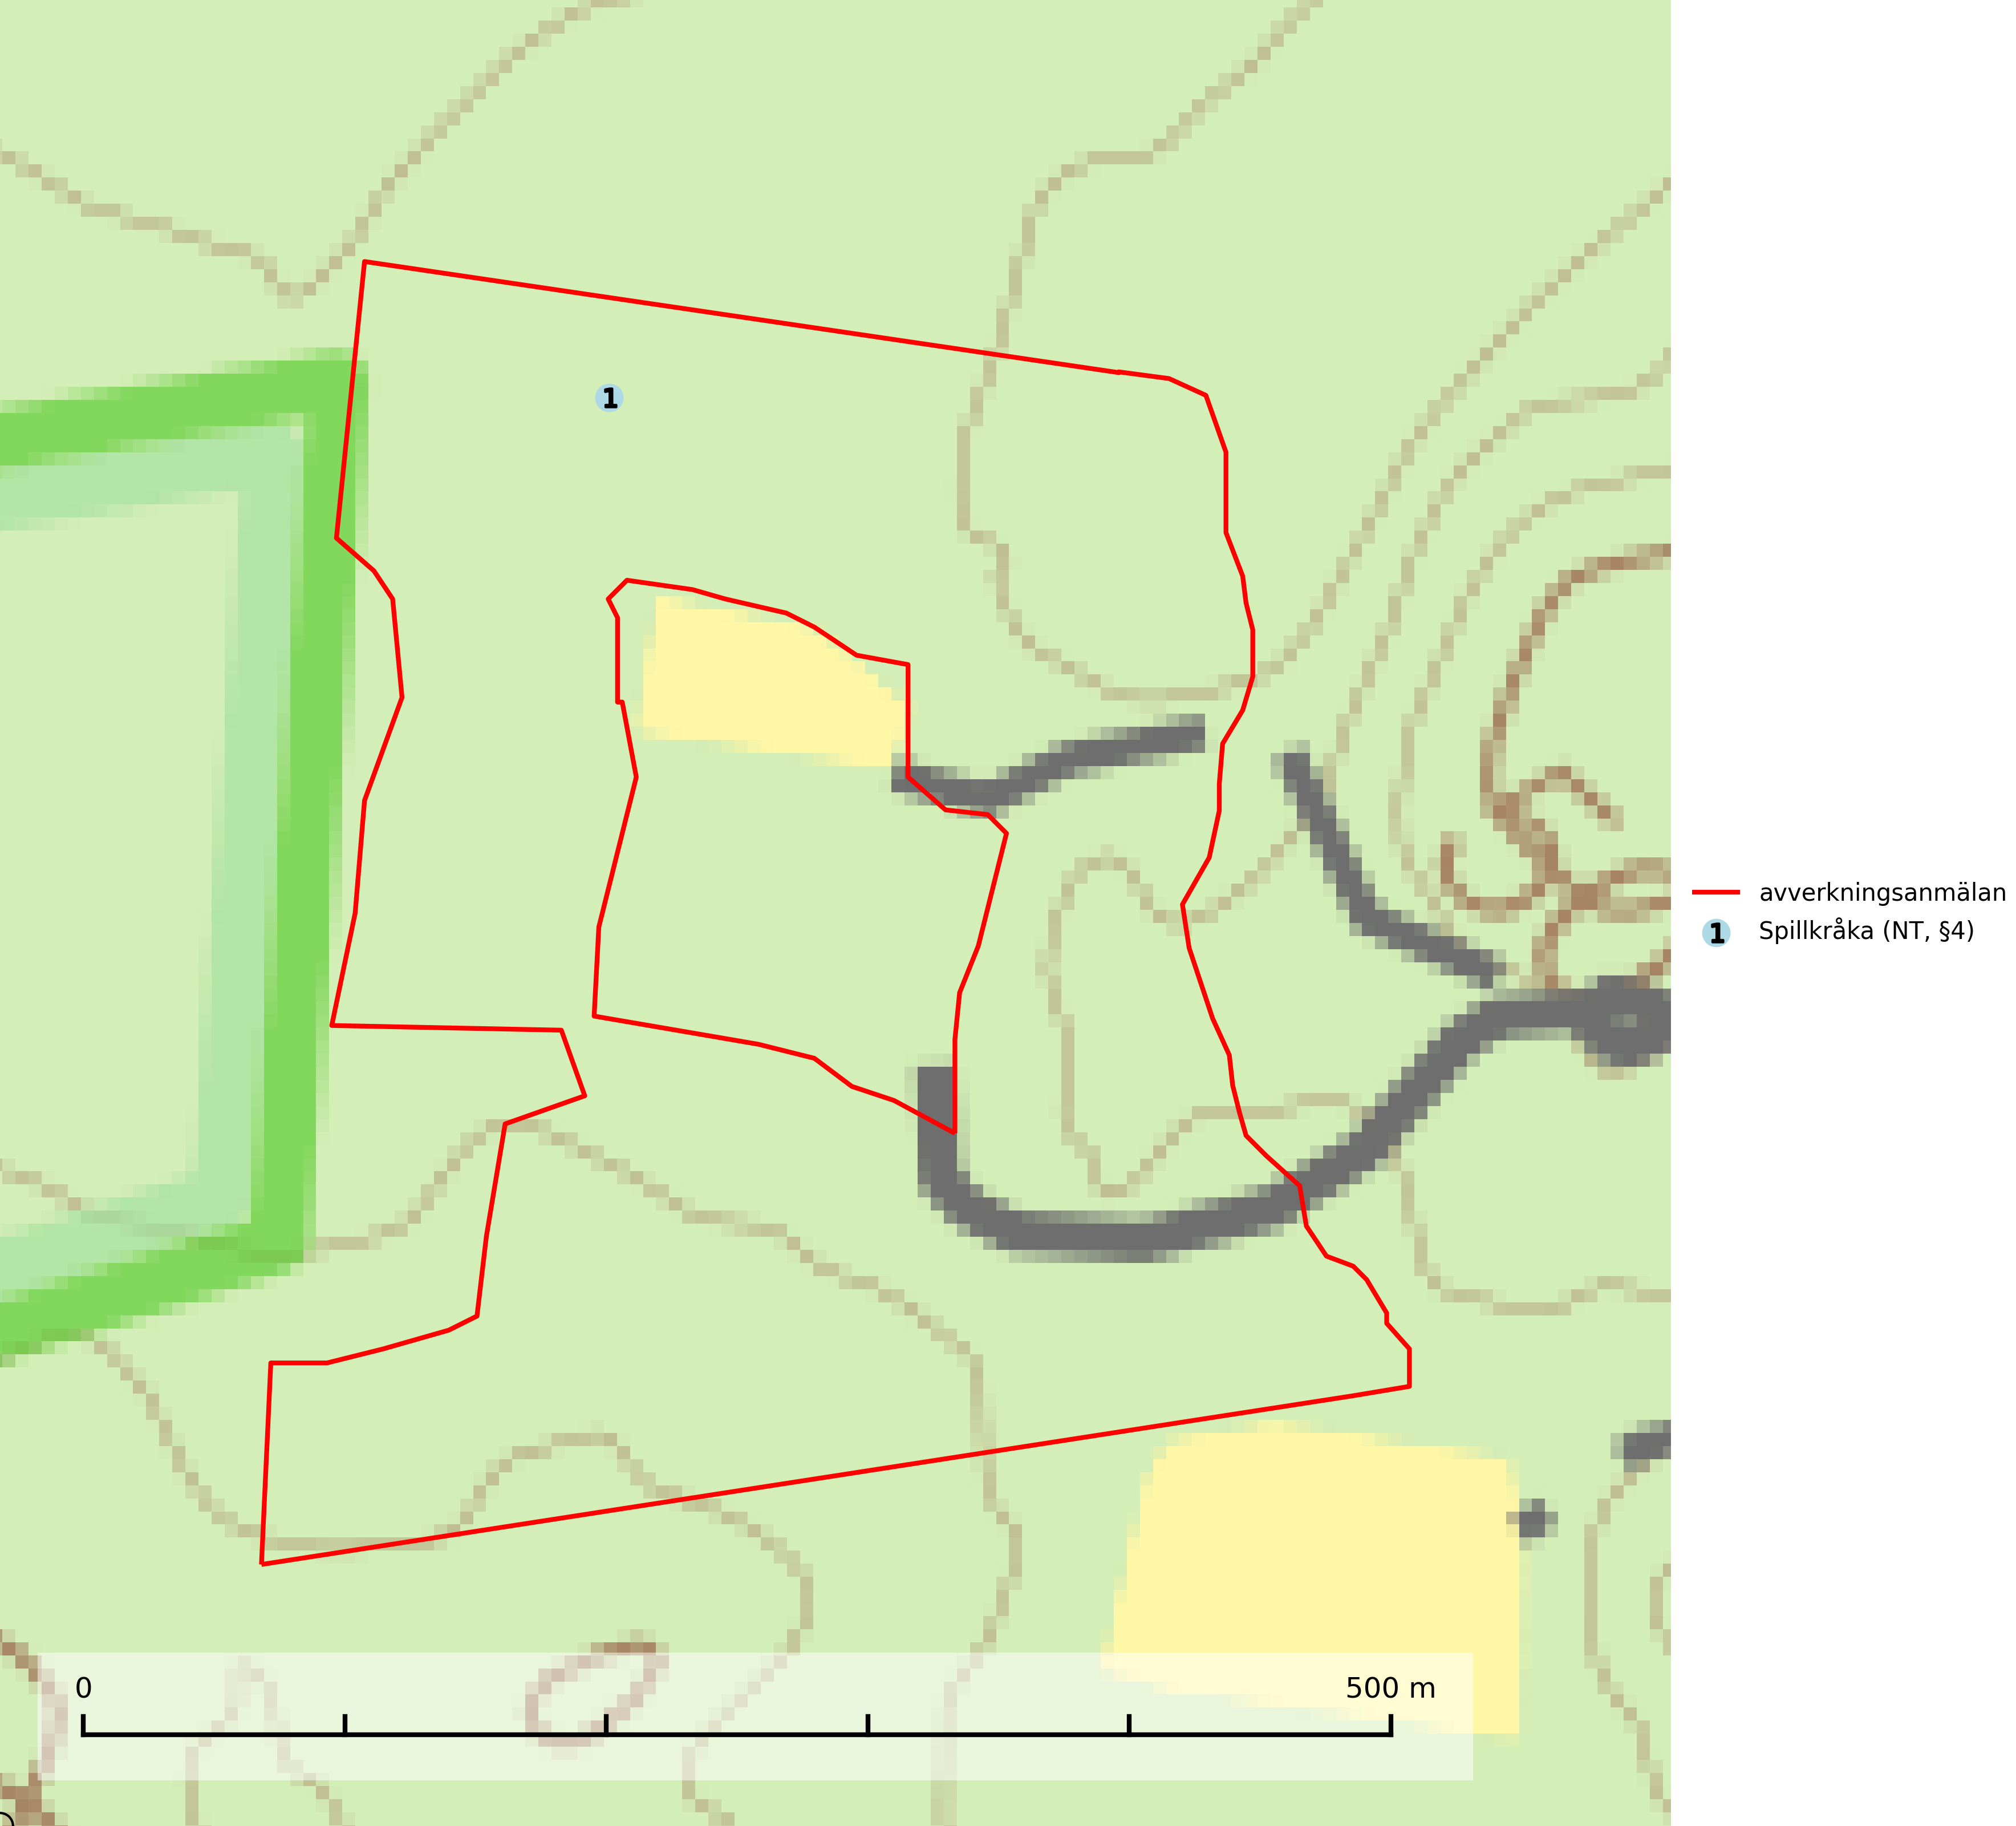 1
avverkningsanmälan
1 Spillkråka (NT, §4)
0 500 m